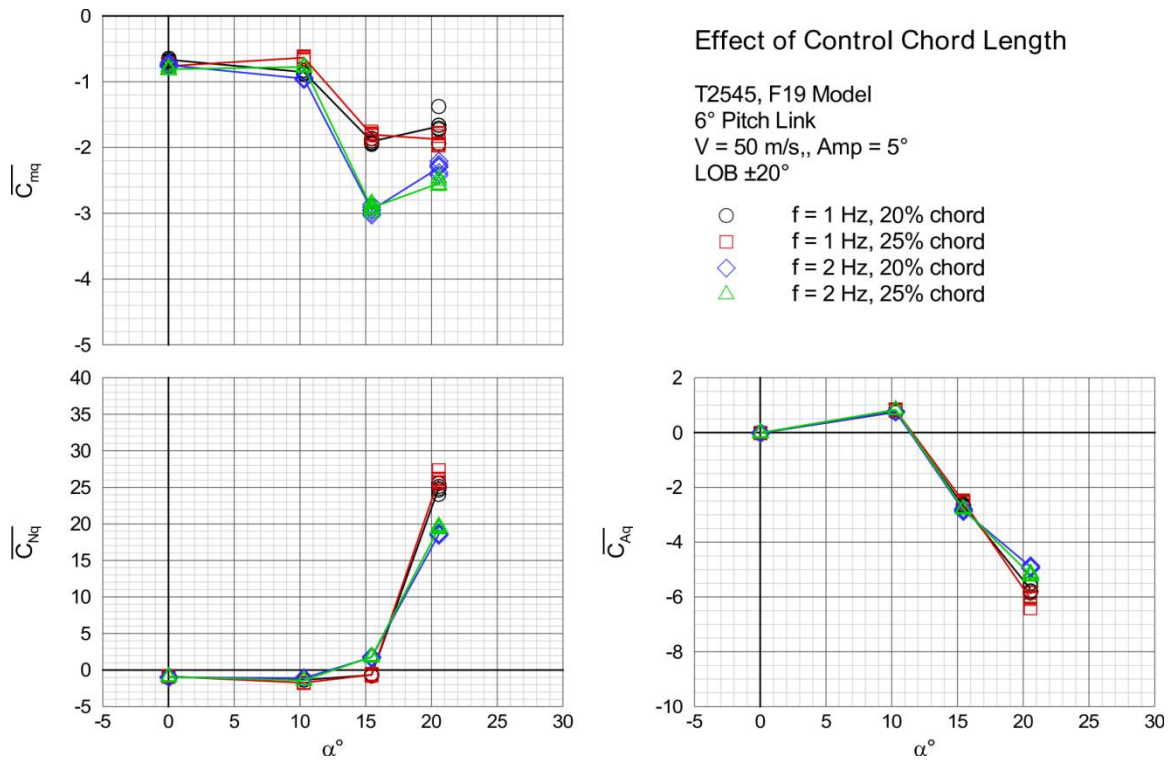 Effect of Control Chord Length
T2545, F19 Model
6° Pitch Link
V = 50 m/s,, Amp = 5°
LOB ±20°
f = 1 Hz, 20% chord
f = 1 Hz, 25% chord
f = 2 Hz, 20% chord
f = 2 Hz, 25% chord
0
-1
-2
-3
-4
-5
Cmq
40
35
30
25
20
15
10
5
0
-5
CNq
-5 0 5 10 15 20 25 30
α°
2
0
-2
-4
-6
-8
-10
CAq
-5 0 5 10 15 20 25 30
α°